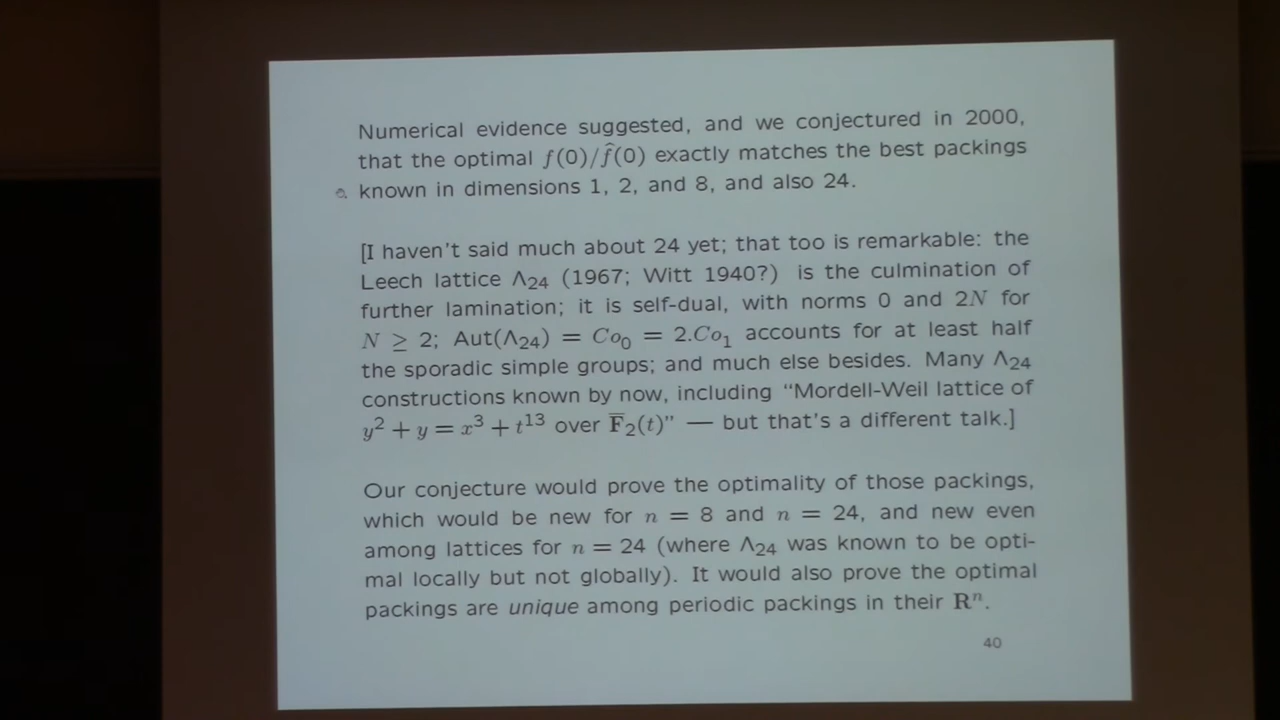 Numerical evidence suggested, and we conjectured in 2000,
that the optimal f(0)/f̂(0) exactly matches the best packings
known in dimensions 1, 2, and 8, and also 24.
[I haven't said much about 24 yet; that too is remarkable: the
Leech lattice Λ₂₄ (1967; Witt 1940?) is the culmination of
further lamination; it is self-dual, with norms 0 and 2N for
N ≥ 2; Aut(Λ₂₄) = Co₀ = 2.Co₁ accounts for at least half
the sporadic simple groups; and much else besides. Many Λ₂₄
constructions known by now, including "Mordell-Weil lattice of
y² + y = x³ + t¹³ over F̅₂(t)" — but that's a different talk.]
Our conjecture would prove the optimality of those packings,
which would be new for n = 8 and n = 24, and new even
among lattices for n = 24 (where Λ₂₄ was known to be opti-
mal locally but not globally). It would also prove the optimal
packings are unique among periodic packings in their Rⁿ.
40